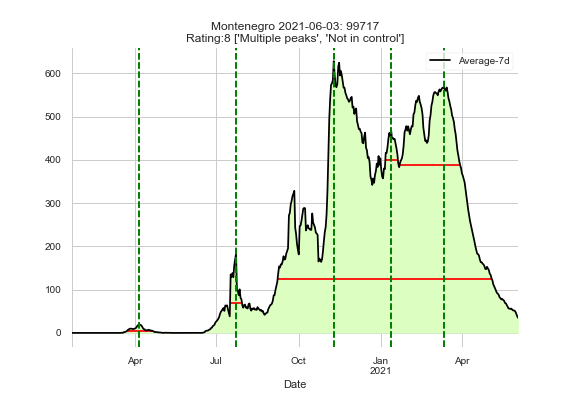 Montenegro 2021-06-03: 99717
Rating:8 ['Multiple peaks', 'Not in control']
Average-7d
600
500
400
300
200
100
0
Apr
Jul
Oct
Jan
2021
Apr
Date